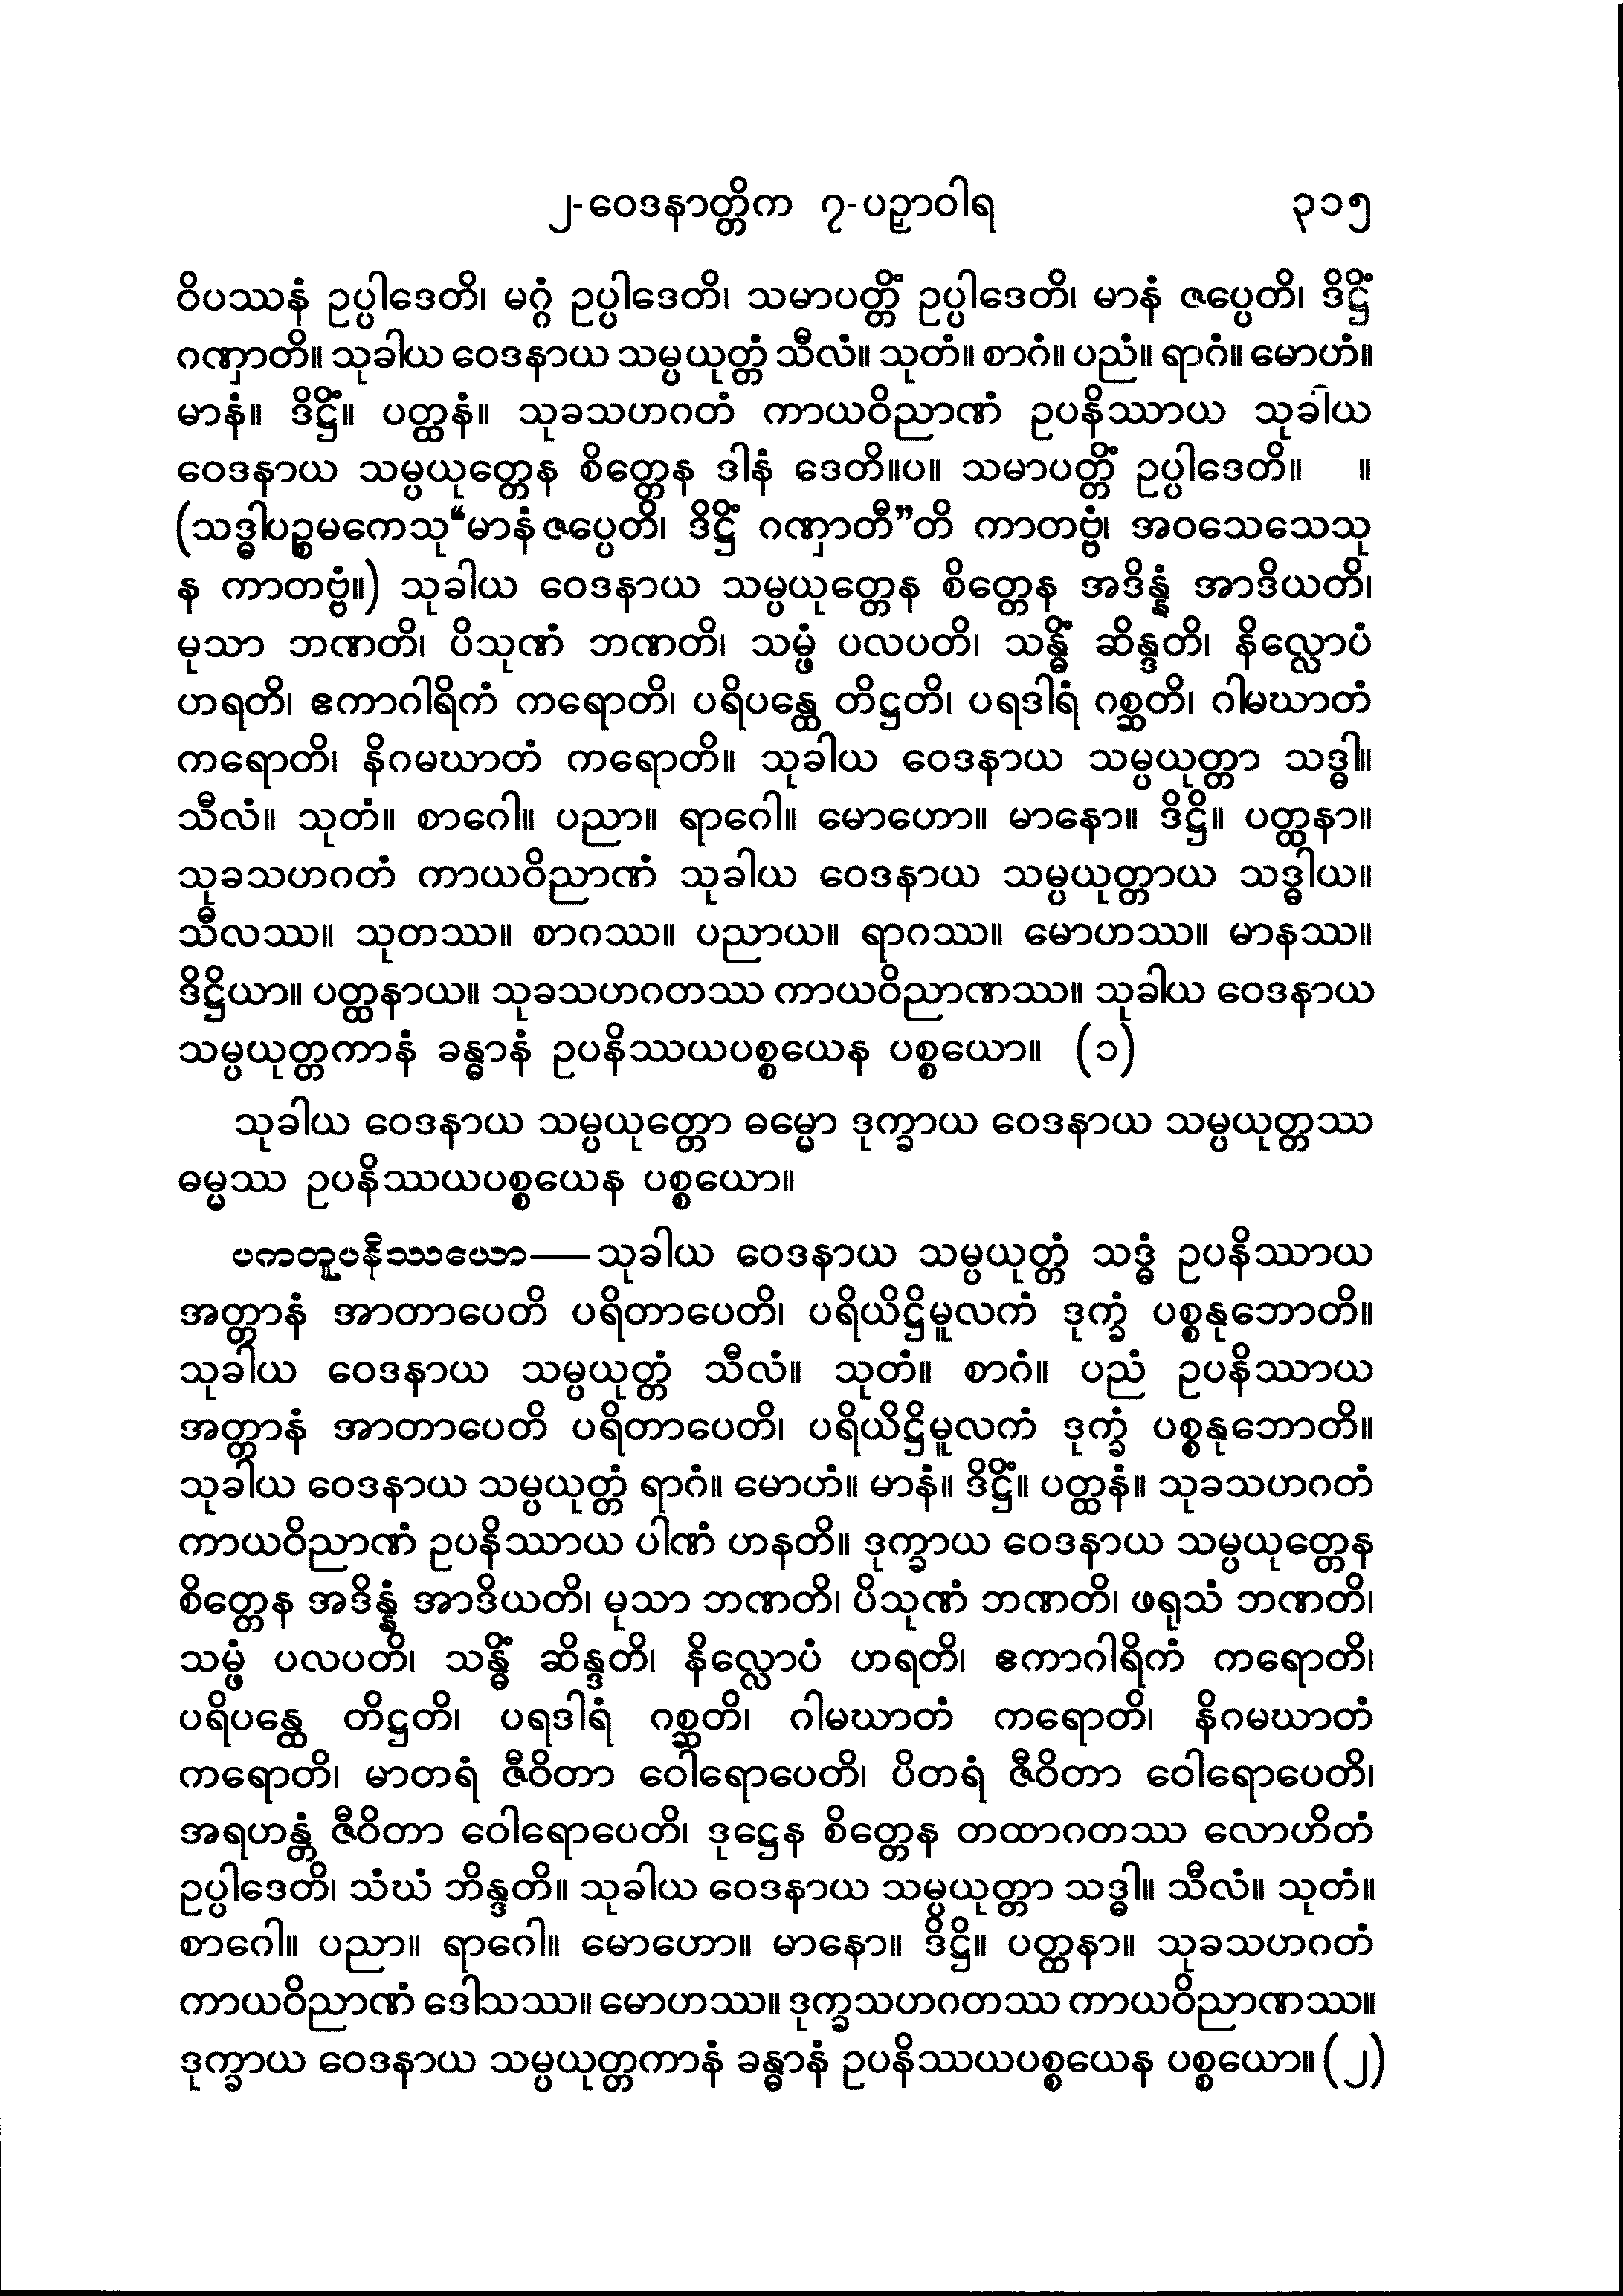 ၂-ဝေဒနာတ္တိက ၇-ပဉှာဝါရ ၃၁၅
ဝိပဿနံ ဥပ္ပါဒေတိ၊ မဂ္ဂံ ဥပ္ပါဒေတိ၊ သမာပတ္တိံ ဥပ္ပါဒေတိ၊ မာနံ ဇပ္ပေတိ၊ ဒိဋ္ဌိံ
ဂဏှာတိ။ သုခါယ ဝေဒနာယ သမ္ပယုတ္တံ သီလံ။ သုတံ။ စာဂံ။ ပညံ။ ရာဂံ။ မောဟံ။
မာနံ။ ဒိဋ္ဌိံ။ ပတ္ထနံ။ သုခသဟဂတံ ကာယဝိညာဏံ ဥပနိဿာယ သုခါယ
ဝေဒနာယ သမ္ပယုတ္တေန စိတ္တေန ဒါနံ ဒေတိ။ပ။ သမာပတ္တိံ ဥပ္ပါဒေတိ။ ။
(သဒ္ဓါပဉ္စမကေသု“မာနံ ဇပ္ပေတိ၊ ဒိဋ္ဌိံ ဂဏှာတီ”တိ ကာတဗ္ဗံ၊ အဝသေသေသု
န ကာတဗ္ဗံ။) သုခါယ ဝေဒနာယ သမ္ပယုတ္တေန စိတ္တေန အဒိန္နံ အာဒိယတိ၊
မုသာ ဘဏတိ၊ ပိသုဏံ ဘဏတိ၊ သမ္ဖံ ပလပတိ၊ သန္ဓိံ ဆိန္ဒတိ၊ နိလ္လောပံ
ဟရတိ၊ ဧကာဂါရိကံ ကရောတိ၊ ပရိပန္ထေ တိဋ္ဌတိ၊ ပရဒါရံ ဂစ္ဆတိ၊ ဂါမဃာတံ
ကရောတိ၊ နိဂမဃာတံ ကရောတိ။ သုခါယ ဝေဒနာယ သမ္ပယုတ္တာ သဒ္ဓါ။
သီလံ။ သုတံ။ စာဂေါ။ ပညာ။ ရာဂေါ။ မောဟော။ မာနော။ ဒိဋ္ဌိ။ ပတ္ထနာ။
သုခသဟဂတံ ကာယဝိညာဏံ သုခါယ ဝေဒနာယ သမ္ပယုတ္တာယ သဒ္ဓါယ။
သီလဿ။ သုတဿ။ စာဂဿ။ ပညာယ။ ရာဂဿ။ မောဟဿ။ မာနဿ။
ဒိဋ္ဌိယာ။ ပတ္ထနာယ။ သုခသဟဂတဿ ကာယဝိညာဏဿ။ သုခါယ ဝေဒနာယ
သမ္ပယုတ္တကာနံ ခန္ဓာနံ ဥပနိဿယပစ္စယေန ပစ္စယော။ (၁)
သုခါယ ဝေဒနာယ သမ္ပယုတ္တော ဓမ္မော ဒုက္ခာယ ဝေဒနာယ သမ္ပယုတ္တဿ
ဓမ္မဿ ဥပနိဿယပစ္စယေန ပစ္စယော။
ပကတူပနိဿယော—သုခါယ ဝေဒနာယ သမ္ပယုတ္တံ သဒ္ဓံ ဥပနိဿာယ
အတ္တာနံ အာတာပေတိ ပရိတာပေတိ၊ ပရိယိဋ္ဌိမူလကံ ဒုက္ခံ ပစ္စနုဘောတိ။
သုခါယ ဝေဒနာယ သမ္ပယုတ္တံ သီလံ။ သုတံ။ စာဂံ။ ပညံ ဥပနိဿာယ
အတ္တာနံ အာတာပေတိ ပရိတာပေတိ၊ ပရိယိဋ္ဌိမူလကံ ဒုက္ခံ ပစ္စနုဘောတိ။
သုခါယ ဝေဒနာယ သမ္ပယုတ္တံ ရာဂံ။ မောဟံ။ မာနံ။ ဒိဋ္ဌိံ။ ပတ္ထနံ။ သုခသဟဂတံ
ကာယဝိညာဏံ ဥပနိဿာယ ပါဏံ ဟနတိ။ ဒုက္ခာယ ဝေဒနာယ သမ္ပယုတ္တေန
စိတ္တေန အဒိန္နံ အာဒိယတိ၊ မုသာ ဘဏတိ၊ ပိသုဏံ ဘဏတိ၊ ဖရုသံ ဘဏတိ၊
သမ္ဖံ ပလပတိ၊ သန္ဓိံ ဆိန္ဒတိ၊ နိလ္လောပံ ဟရတိ၊ ဧကာဂါရိကံ ကရောတိ၊
ပရိပန္ထေ တိဋ္ဌတိ၊ ပရဒါရံ ဂစ္ဆတိ၊ ဂါမဃာတံ ကရောတိ၊ နိဂမဃာတံ
ကရောတိ၊ မာတရံ ဇီဝိတာ ဝေါရောပေတိ၊ ပိတရံ ဇီဝိတာ ဝေါရောပေတိ၊
အရဟန္တံ ဇီဝိတာ ဝေါရောပေတိ၊ ဒုဋ္ဌေန စိတ္တေန တထာဂတဿ လောဟိတံ
ဥပ္ပါဒေတိ၊ သံဃံ ဘိန္ဒတိ။ သုခါယ ဝေဒနာယ သမ္ပယုတ္တာ သဒ္ဓါ။ သီလံ။ သုတံ။
စာဂေါ။ ပညာ။ ရာဂေါ။ မောဟော။ မာနော။ ဒိဋ္ဌိ။ ပတ္ထနာ။ သုခသဟဂတံ
ကာယဝိညာဏံ ဒေါသဿ။ မောဟဿ။ ဒုက္ခသဟဂတဿ ကာယဝိညာဏဿ။
ဒုက္ခာယ ဝေဒနာယ သမ္ပယုတ္တကာနံ ခန္ဓာနံ ဥပနိဿယပစ္စယေန ပစ္စယော။ (၂)